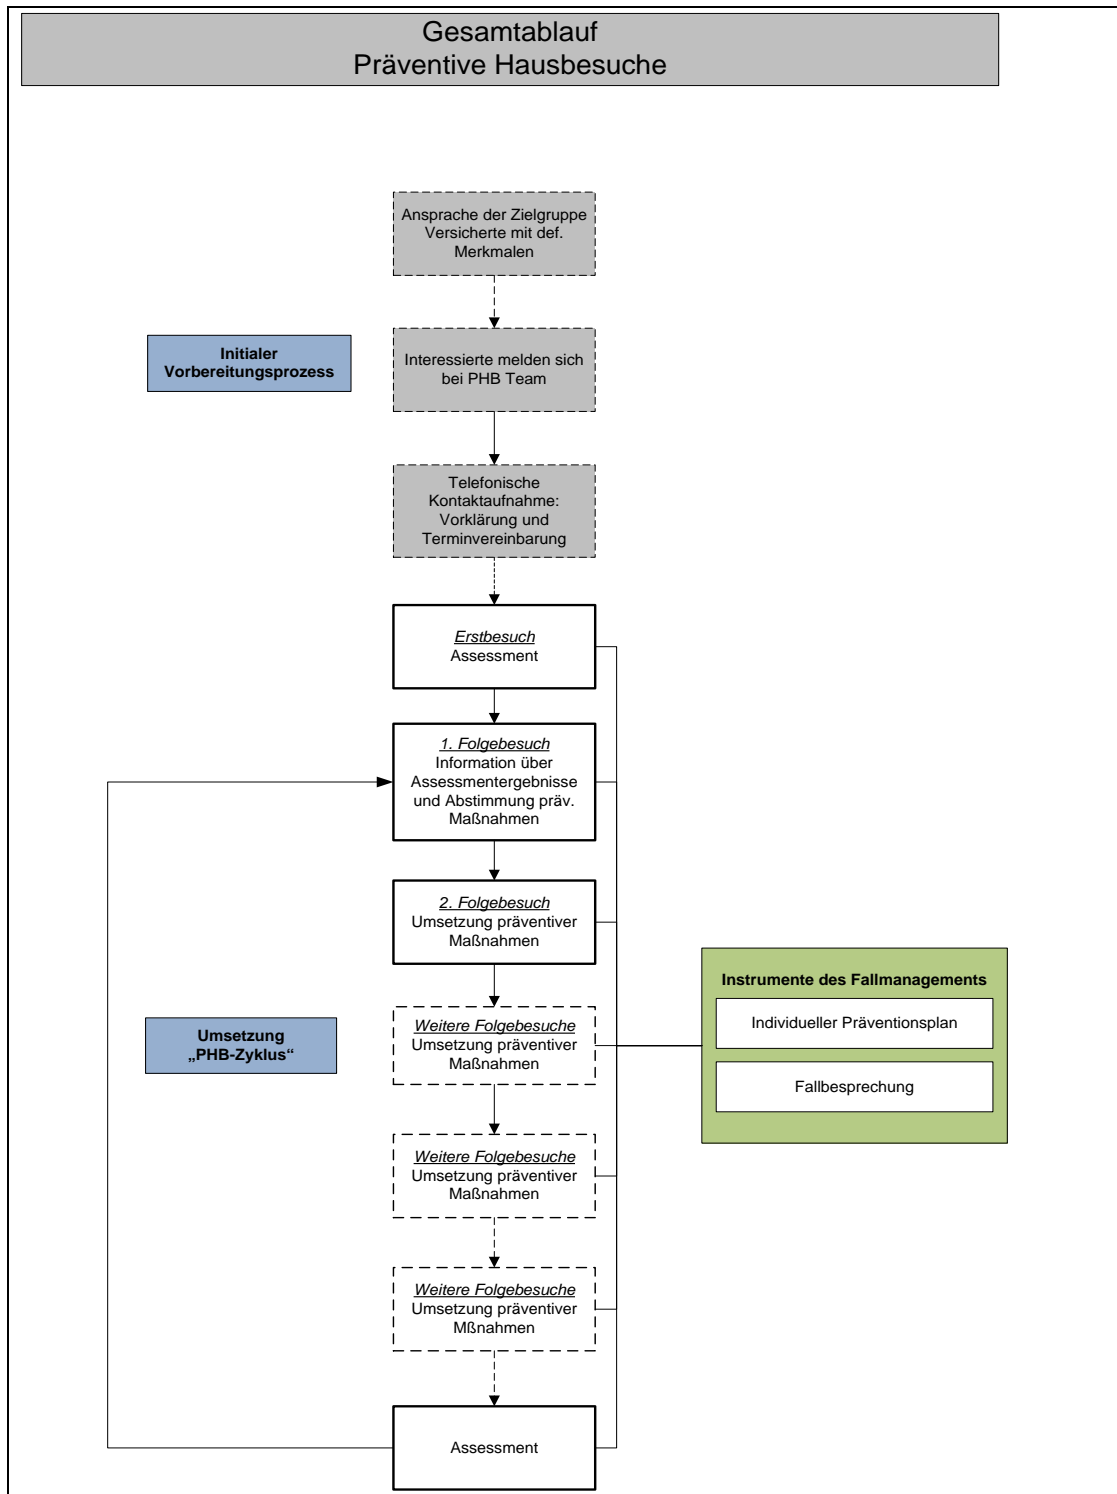 Gesamtablauf
Präventive Hausbesuche
Ansprache der Zielgruppe
Versicherte mit def.
Merkmalen
Initialer
Vorbereitungsprozess
Interessierte melden sich
bei PHB Team
Telefonische
Kontaktaufnahme:
Vorklärung und
Terminvereinbarung
Erstbesuch
Assessment
1. Folgebesuch
Information über
Assessmentergebnisse
und Abstimmung präv.
Maßnahmen
2. Folgebesuch
Umsetzung präventiver
Maßnahmen
Instrumente des Fallmanagements
Individueller Präventionsplan
Fallbesprechung
Umsetzung
„PHB-Zyklus“
Weitere Folgebesuche
Umsetzung präventiver
Maßnahmen
Weitere Folgebesuche
Umsetzung präventiver
Maßnahmen
Weitere Folgebesuche
Umsetzung präventiver
Mßnahmen
Assessment